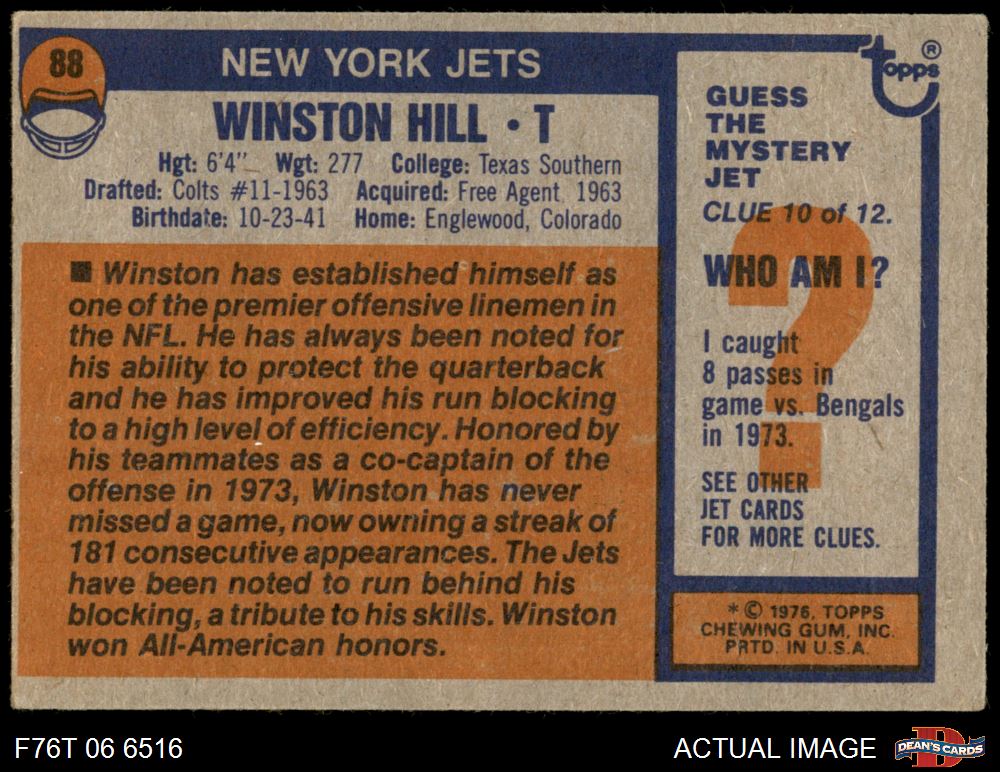 88
NEW YORK JETS
WINSTON HILL • T
Hgt: 6'4" Wgt: 277 College: Texas Southern
Drafted: Colts #11-1963 Acquired: Free Agent 1963
Birthdate: 10-23-41 Home: Englewood, Colorado
■ Winston has established himself as
one of the premier offensive linemen in
the NFL. He has always been noted for
his ability to protect the quarterback
and he has improved his run blocking
to a high level of efficiency. Honored by
his teammates as a co-captain of the
offense in 1973, Winston has never
missed a game, now owning a streak of
181 consecutive appearances. The Jets
have been noted to run behind his
blocking, a tribute to his skills. Winston
won All-American honors.
topps®
GUESS
THE
MYSTERY
JET
CLUE 10 of 12.
WHO AM I?
?
I caught
8 passes in
game vs. Bengals
in 1973.
SEE OTHER
JET CARDS
FOR MORE CLUES.
* © 1976, TOPPS
CHEWING GUM, INC.
PRTD. IN U.S.A.
F76T 06 6516
ACTUAL IMAGE
D
DEAN'S CARDS